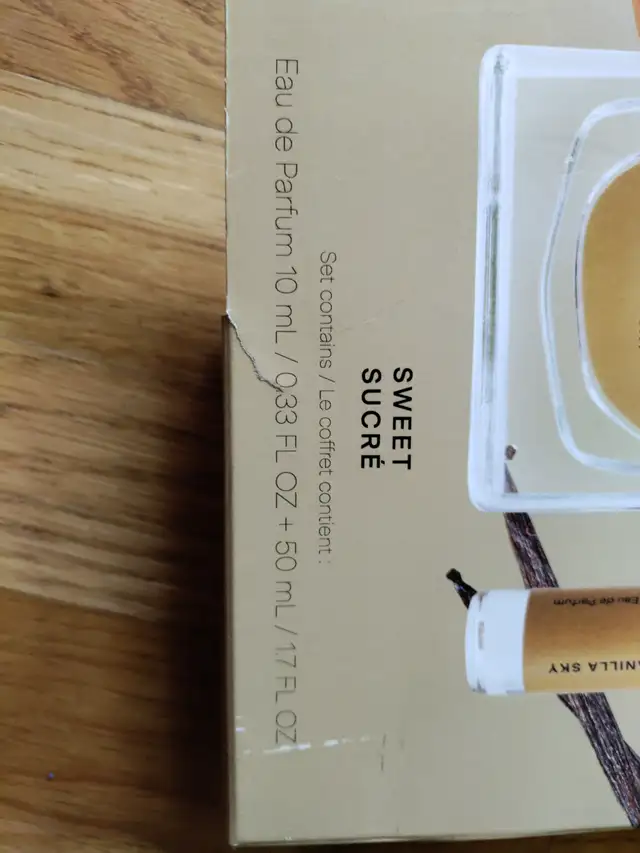 SWEET
SUCRÉ
Set contains / Le coffret contient :
Eau de Parfum 10 mL / 0,33 FL OZ + 50 mL / 1.7 FL OZ
Eau de Parfum
VANILLA SKY